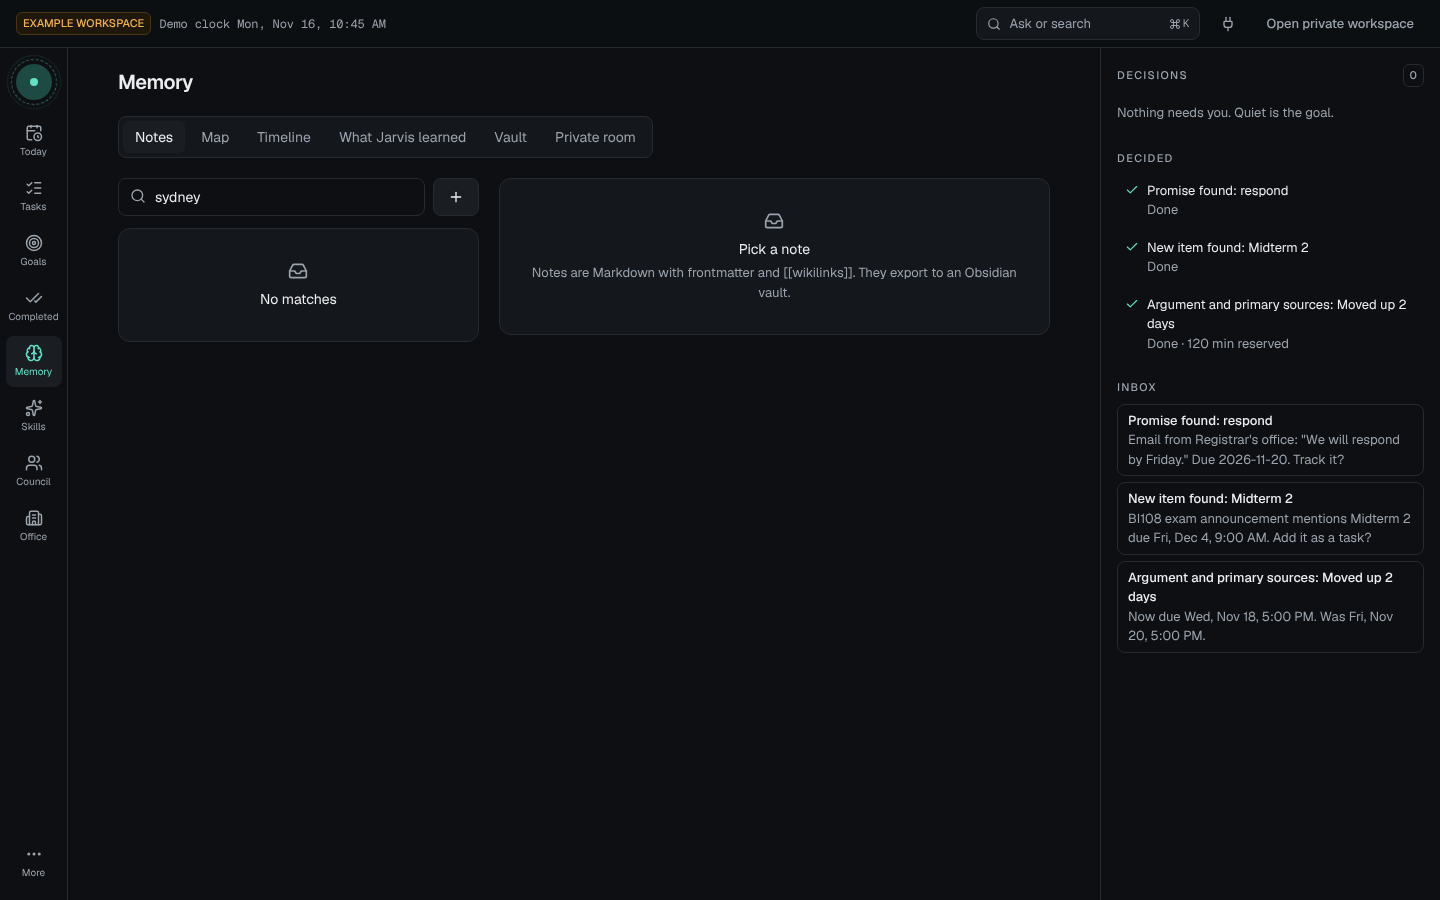 EXAMPLE WORKSPACE
Demo clock Mon, Nov 16, 10:45 AM
Ask or search
⌘K
Open private workspace
Today
Tasks
Goals
Completed
Memory
Skills
Council
Office
More
Memory
Notes
Map
Timeline
What Jarvis learned
Vault
Private room
sydney
No matches
Pick a note
Notes are Markdown with frontmatter and [[wikilinks]]. They export to an Obsidian
vault.
DECISIONS
0
Nothing needs you. Quiet is the goal.
DECIDED
Promise found: respond
Done
New item found: Midterm 2
Done
Argument and primary sources: Moved up 2
days
Done · 120 min reserved
INBOX
Promise found: respond
Email from Registrar's office: "We will respond
by Friday." Due 2026-11-20. Track it?
New item found: Midterm 2
BI108 exam announcement mentions Midterm 2
due Fri, Dec 4, 9:00 AM. Add it as a task?
Argument and primary sources: Moved up 2
days
Now due Wed, Nov 18, 5:00 PM. Was Fri, Nov
20, 5:00 PM.